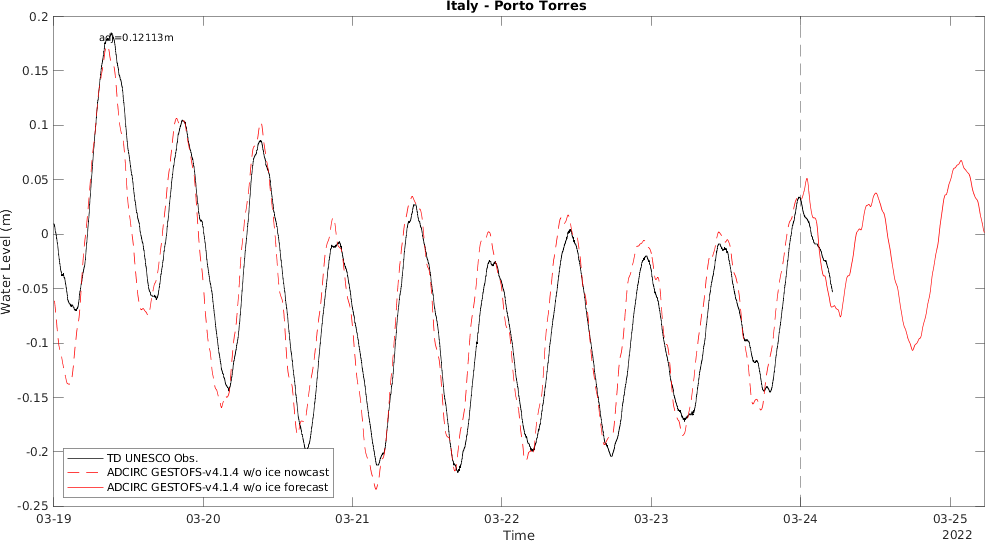 Italy - Porto Torres
0.2
0.15
0.1
0.05
0
-0.05
-0.1
-0.15
-0.2
-0.25
Water Level (m)
adj=0.12113m
TD UNESCO Obs.
ADCIRC GESTOFS-v4.1.4 w/o ice nowcast
ADCIRC GESTOFS-v4.1.4 w/o ice forecast
03-19 03-20 03-21 03-22 03-23 03-24 03-25
Time
2022